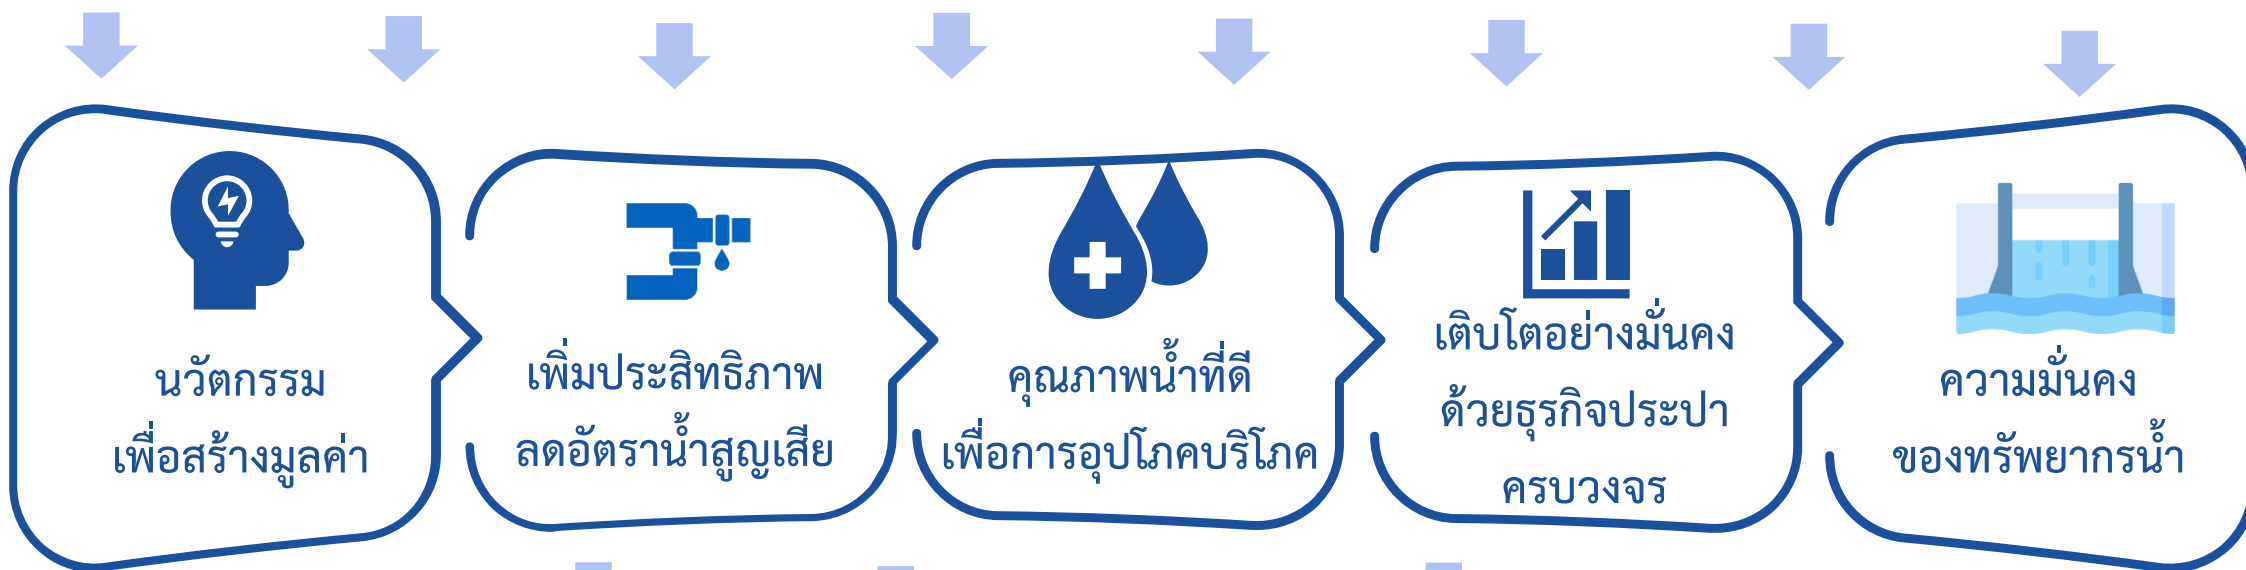 นวัตกรรม
เพื่อสร้างมูลค่า
เพิ่มประสิทธิภาพ
ลดอัตราน้ำสูญเสีย
คุณภาพน้ำที่ดี
เพื่อการอุปโภคบริโภค
เติบโตอย่างมั่นคง
ด้วยธุรกิจประปา
ครบวงจร
ความมั่นคง
ของทรัพยากรน้ำ